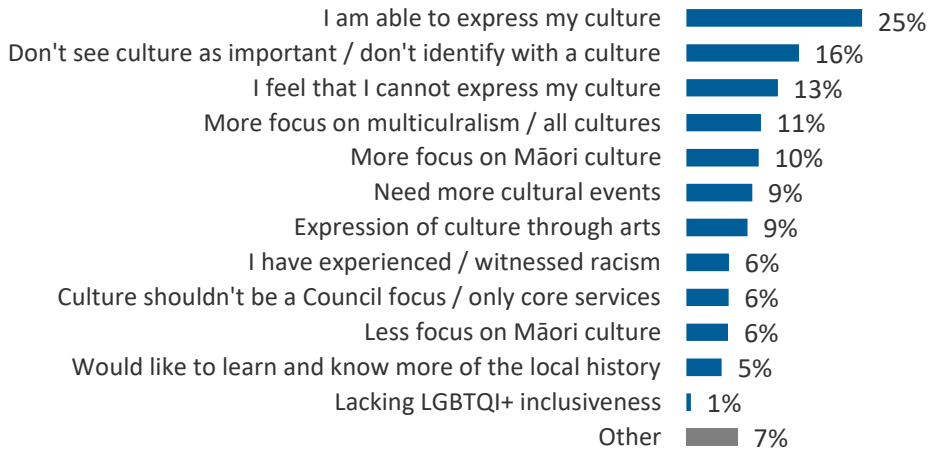 I am able to express my culture 25%
Don't see culture as important / don't identify with a culture 16%
I feel that I cannot express my culture 13%
More focus on multiculralism / all cultures 11%
More focus on Māori culture 10%
Need more cultural events 9%
Expression of culture through arts 9%
I have experienced / witnessed racism 6%
Culture shouldn't be a Council focus / only core services 6%
Less focus on Māori culture 6%
Would like to learn and know more of the local history 5%
Lacking LGBTQI+ inclusiveness 1%
Other 7%